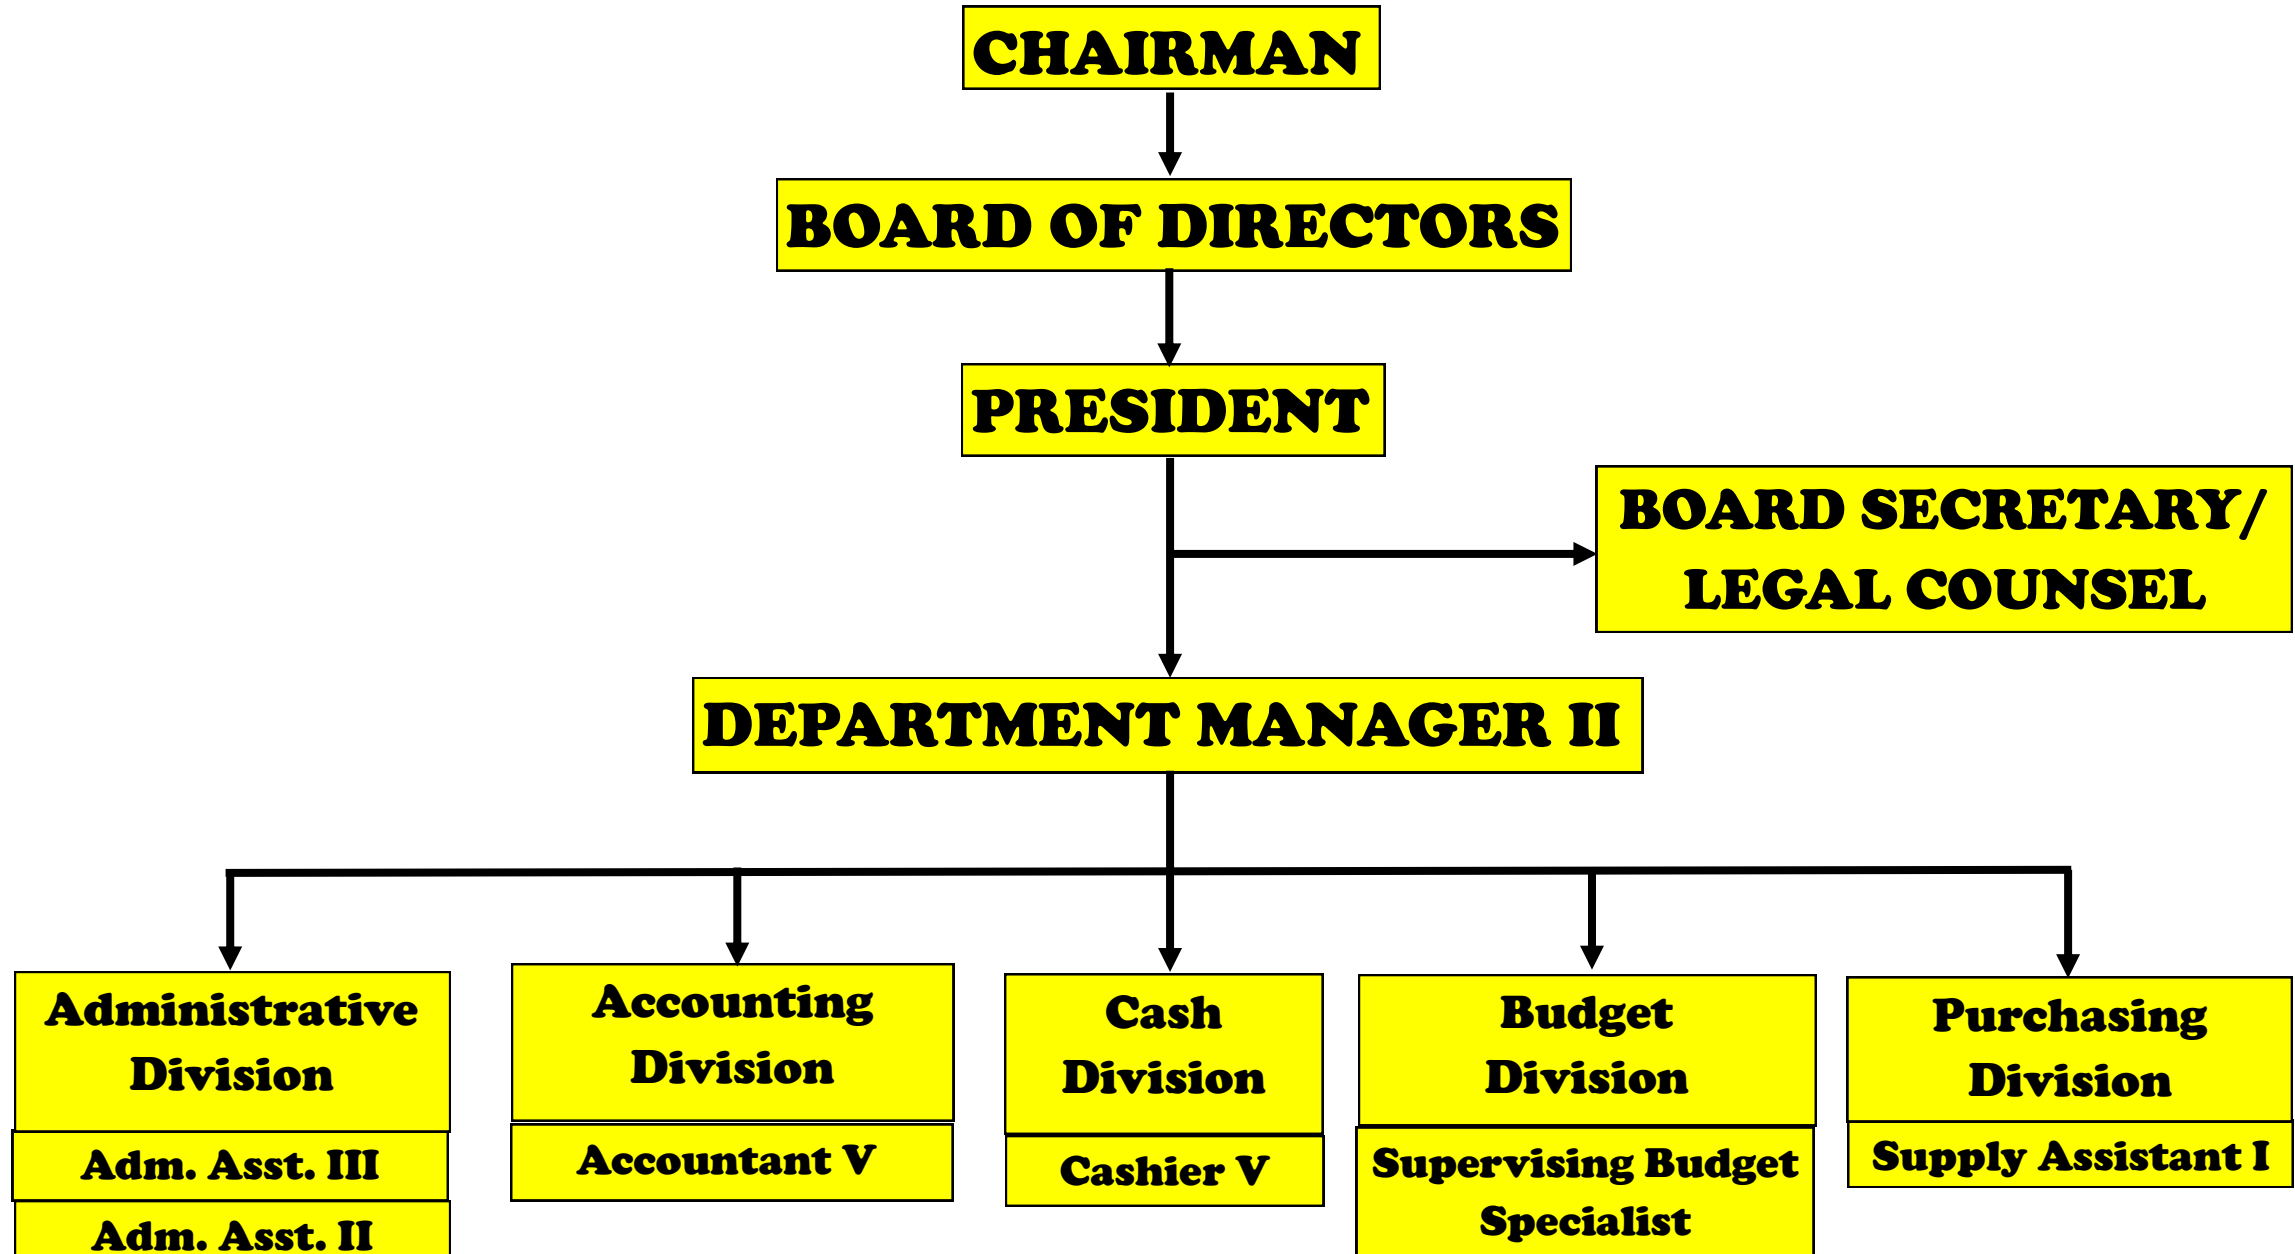 CHAIRMAN
BOARD OF DIRECTORS
PRESIDENT
BOARD SECRETARY/
LEGAL COUNSEL
DEPARTMENT MANAGER II
Administrative
Division
Adm. Asst. III
Adm. Asst. II
Accounting
Division
Accountant V
Cash
Division
Cashier V
Budget
Division
Supervising Budget
Specialist
Purchasing
Division
Supply Assistant I